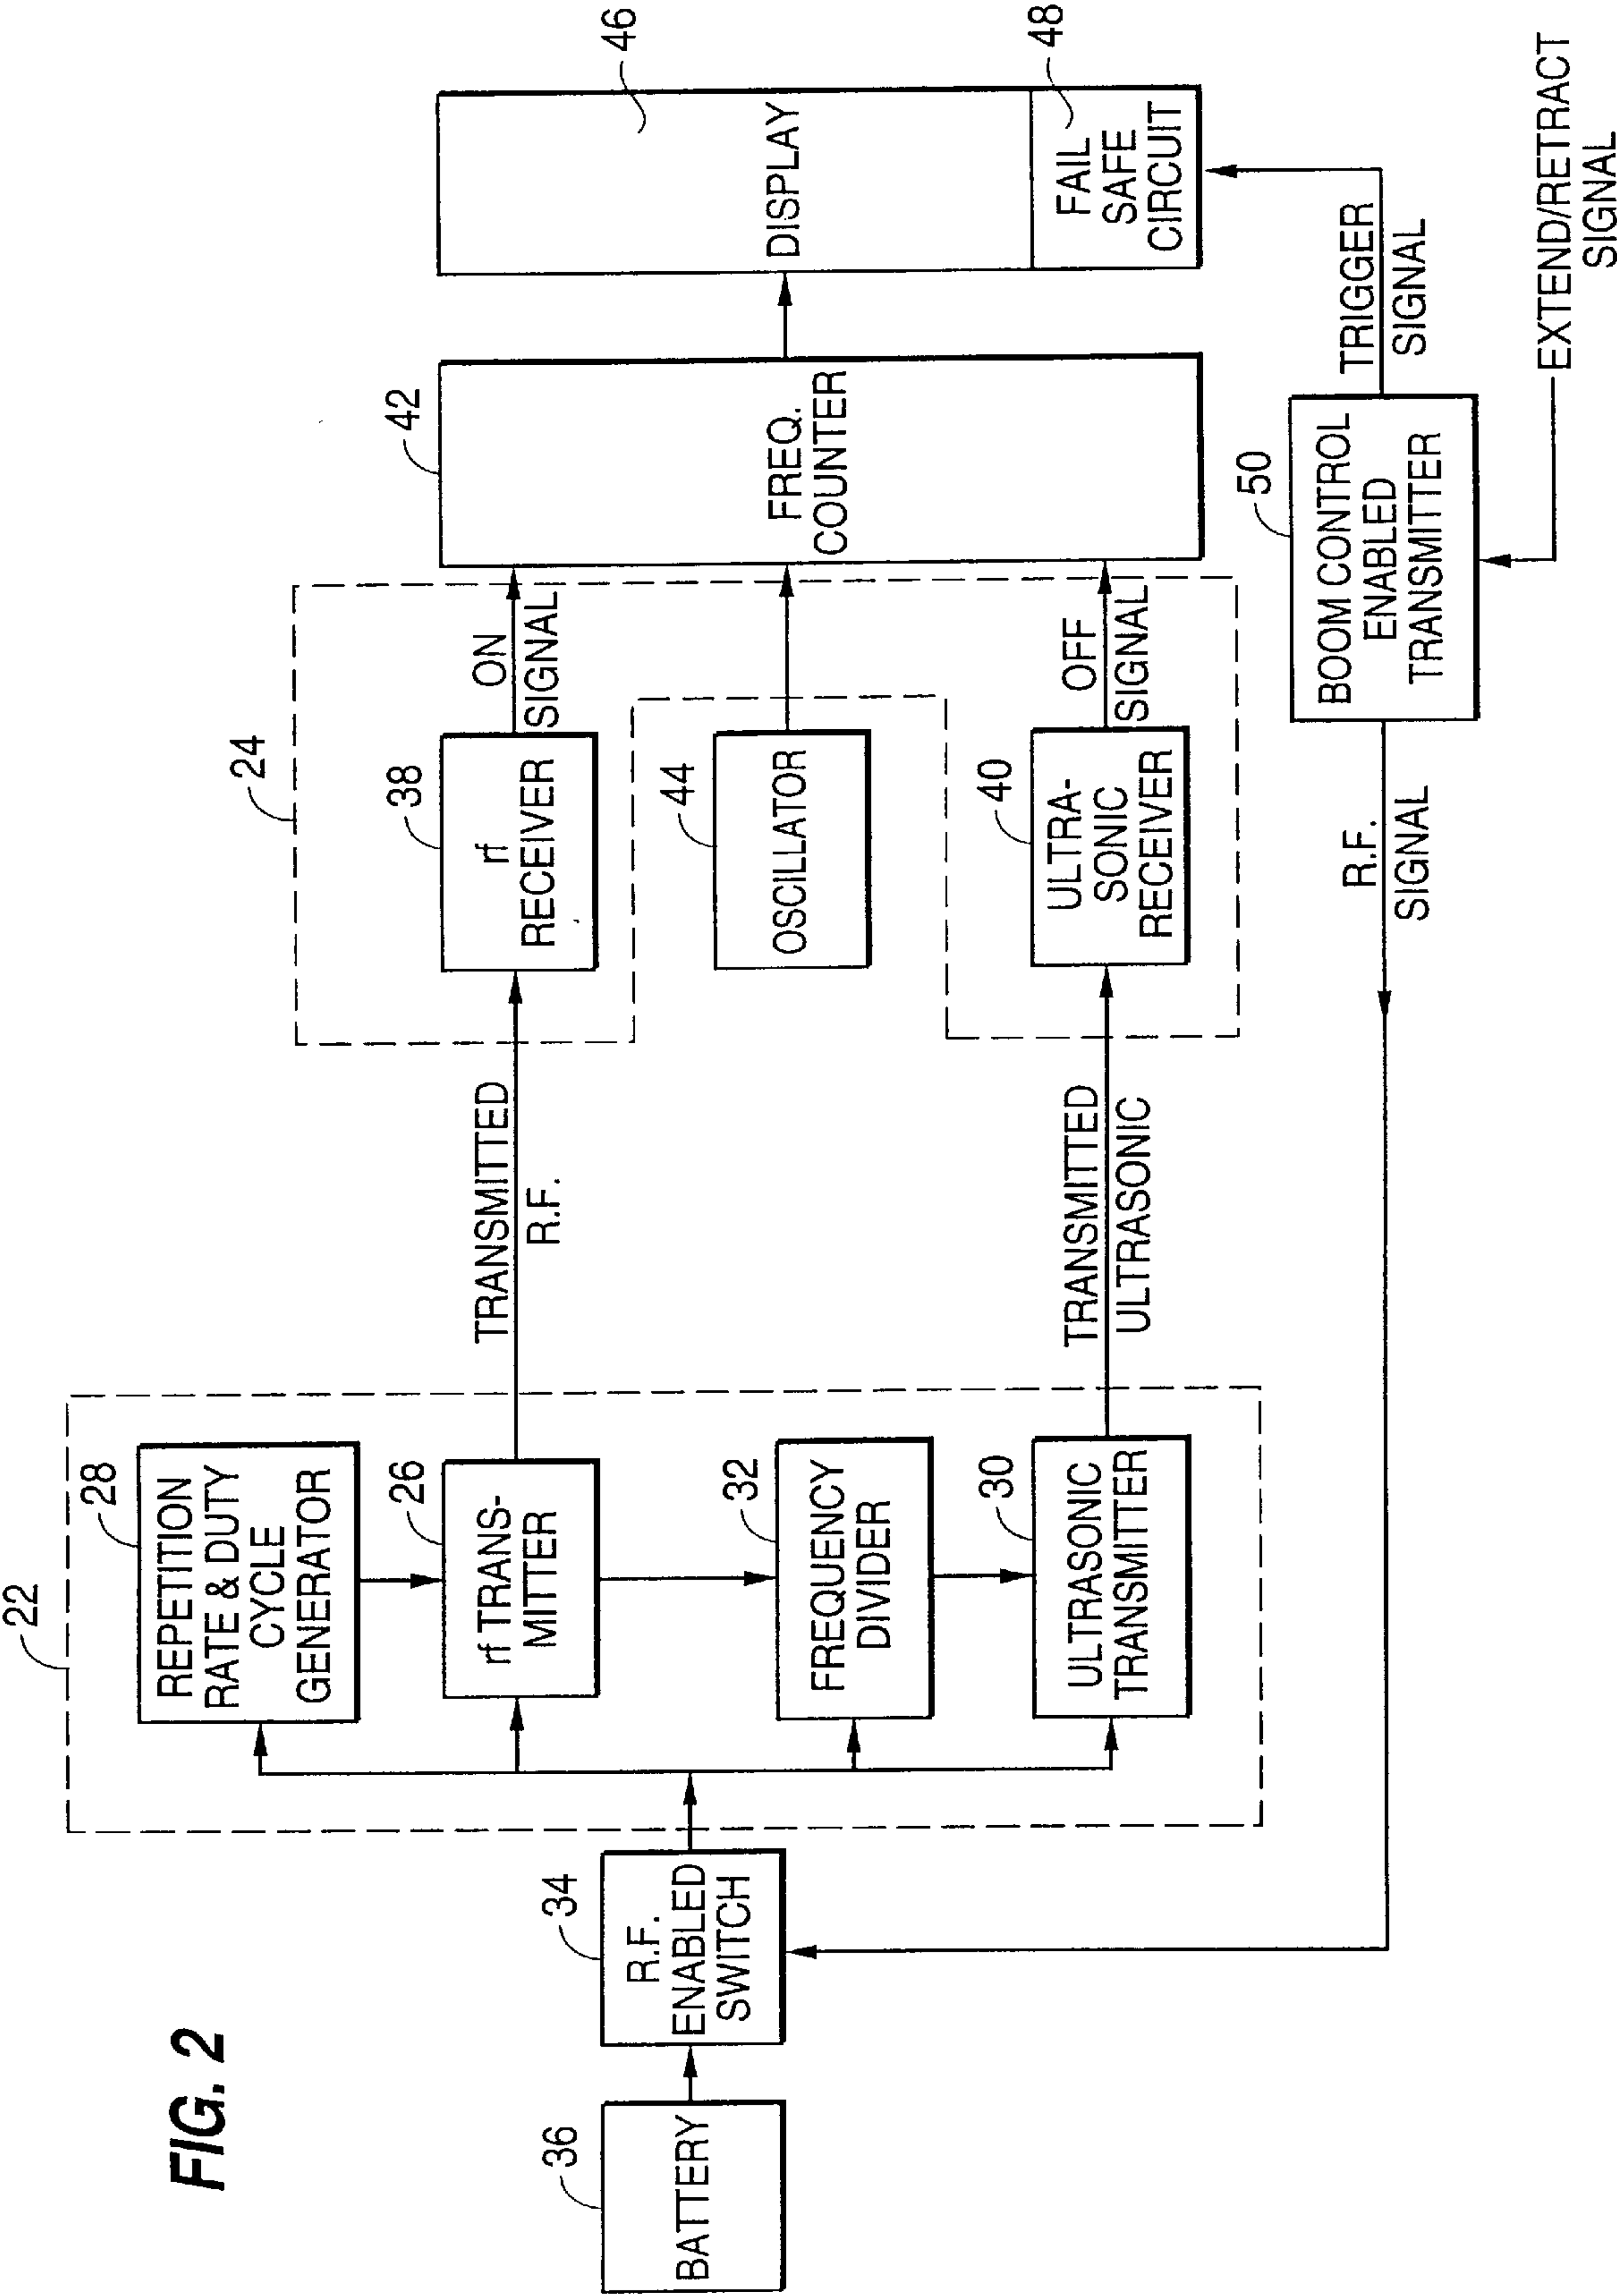 FIG. 2
22
28
REPETITION
RATE & DUTY
CYCLE
GENERATOR
26
rf TRANS-
MITTER
32
FREQUENCY
DIVIDER
30
ULTRASONIC
TRANSMITTER
34
R.F.
ENABLED
SWITCH
36
BATTERY
TRANSMITTED
R.F.
TRANSMITTED
ULTRASONIC
24
38
rf
RECEIVER
ON
SIGNAL
44
OSCILLATOR
40
ULTRA-
SONIC
RECEIVER
OFF
SIGNAL
42
FREQ.
COUNTER
46
DISPLAY
48
FAIL
SAFE
CIRCUIT
R.F.
SIGNAL
50
BOOM CONTROL
ENABLED
TRANSMITTER
TRIGGER
SIGNAL
EXTEND/RETRACT
SIGNAL